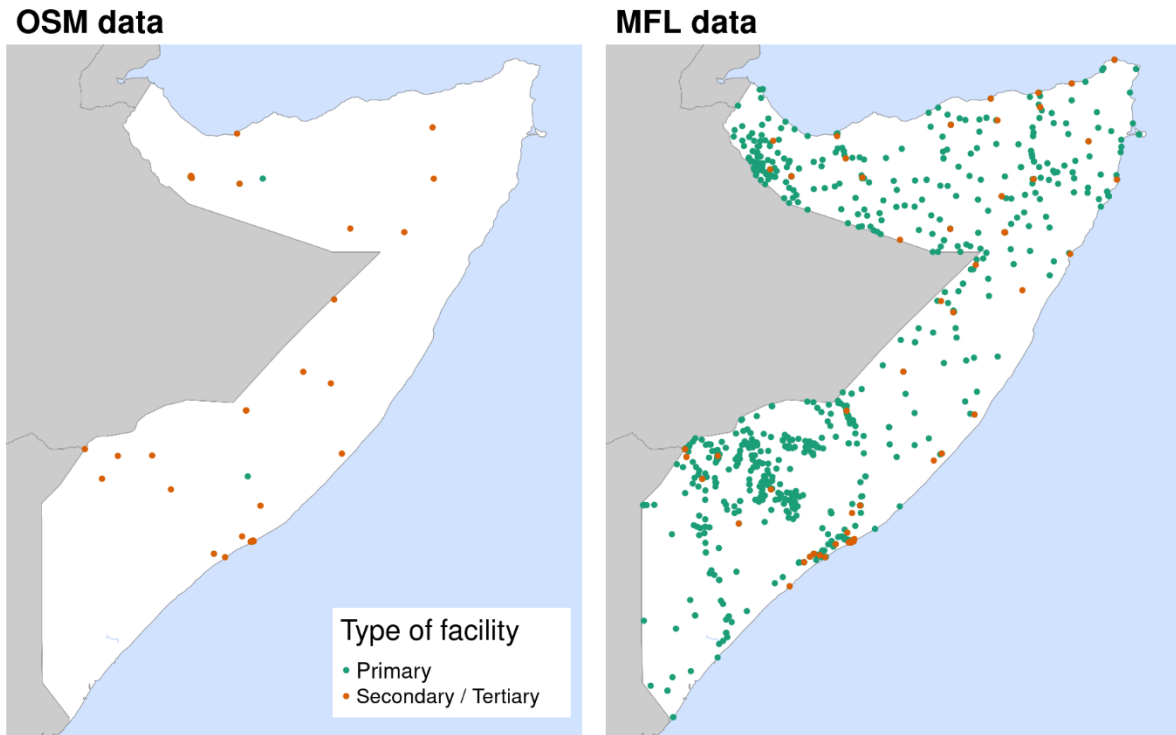 OSM data
MFL data
Type of facility
Primary
Secondary / Tertiary